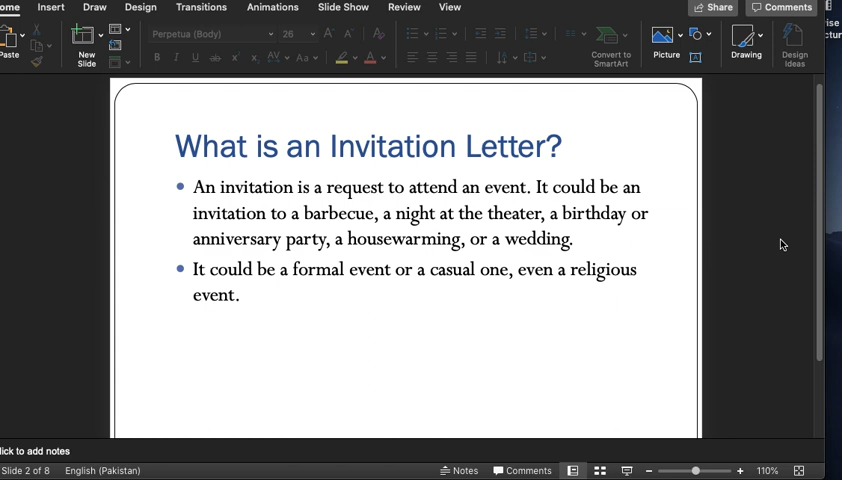 ome Insert Draw Design Transitions Animations Slide Show Review View Share Comments
Paste New Slide Perpetua (Body) 26 Convert to SmartArt Picture Drawing Design Ideas
What is an Invitation Letter?
• An invitation is a request to attend an event. It could be an
invitation to a barbecue, a night at the theater, a birthday or
anniversary party, a housewarming, or a wedding.
• It could be a formal event or a casual one, even a religious
event.
lick to add notes
Slide 2 of 8 English (Pakistan) Notes Comments 110%